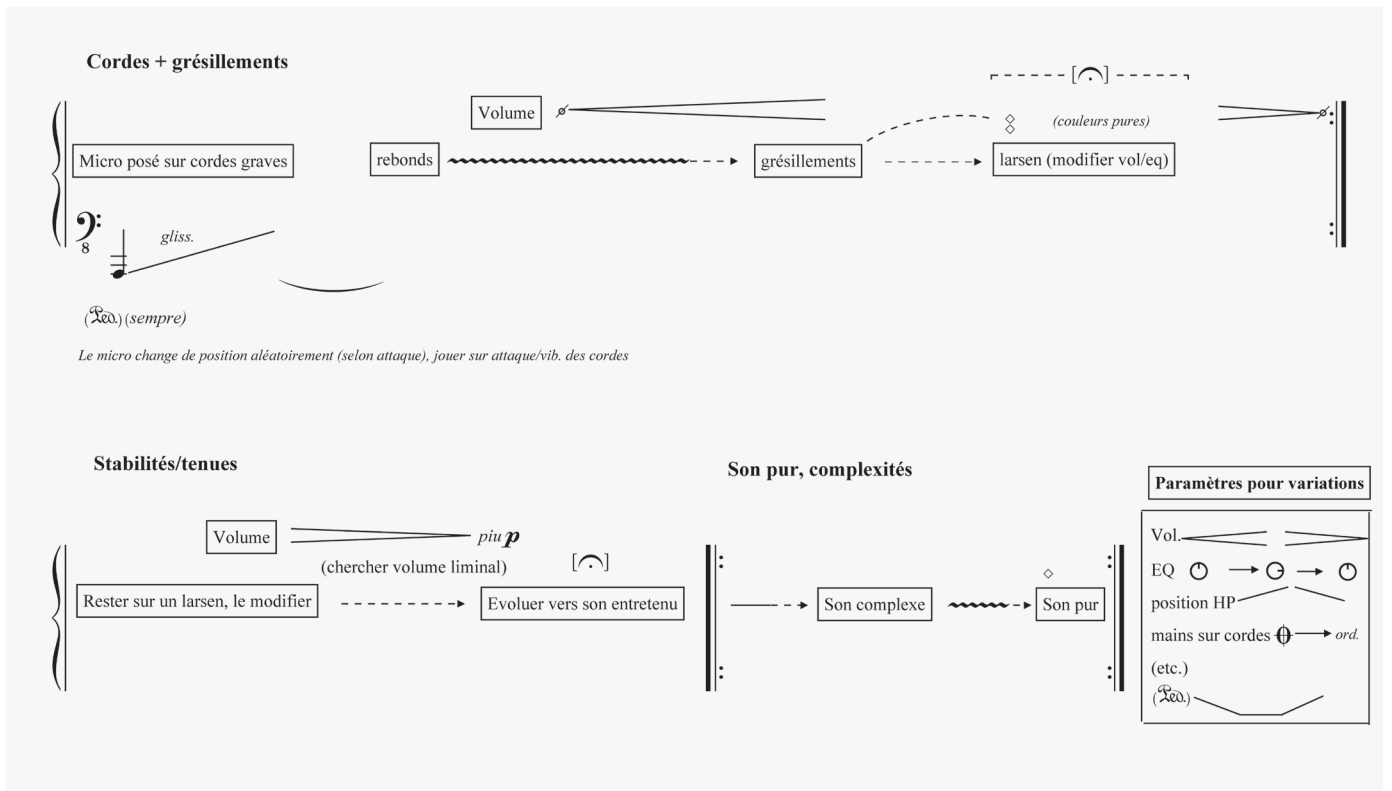 Cordes + grésillements
Volume
(couleurs pures)
Micro posé sur cordes graves
rebonds
grésillements
larsen (modifier vol/eq)
8
gliss.
(Ped.) (sempre)
Le micro change de position aléatoirement (selon attaque), jouer sur attaque/vib. des cordes
Stabilités/tenues
Volume
piu p
(chercher volume liminal)
Rester sur un larsen, le modifier
Evoluer vers son entretenu
Son pur, complexités
Son complexe
Son pur
Paramètres pour variations
Vol.
EQ
position HP
mains sur cordes
ord.
(etc.)
(Ped.)